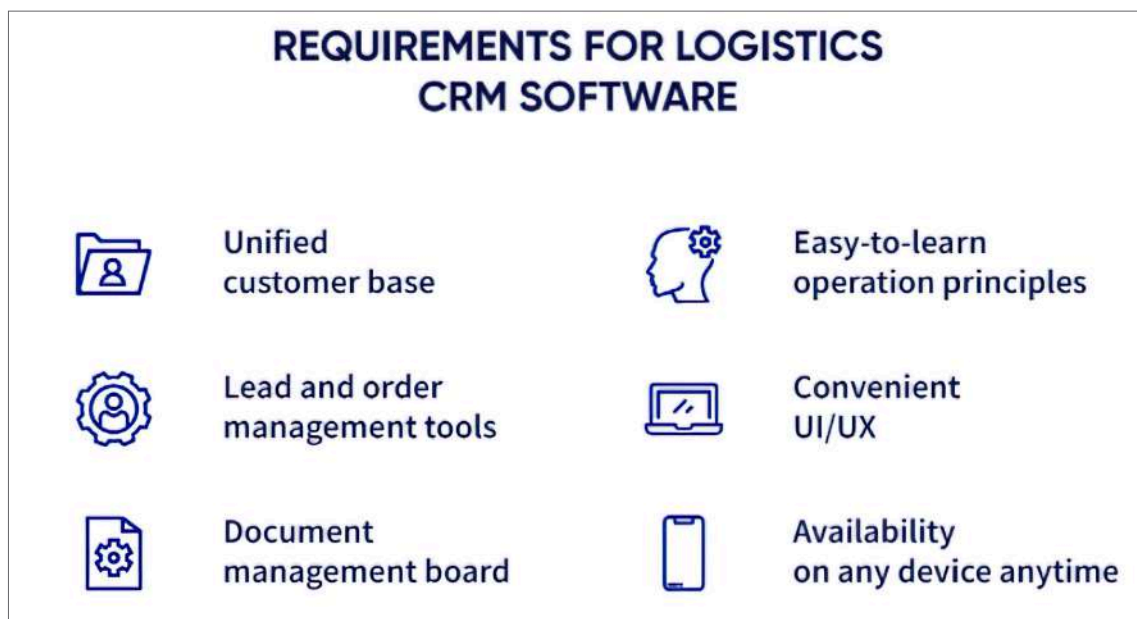 REQUIREMENTS FOR LOGISTICS
CRM SOFTWARE
Unified
customer base
Lead and order
management tools
Document
management board
Easy-to-learn
operation principles
Convenient
UI/UX
Availability
on any device anytime